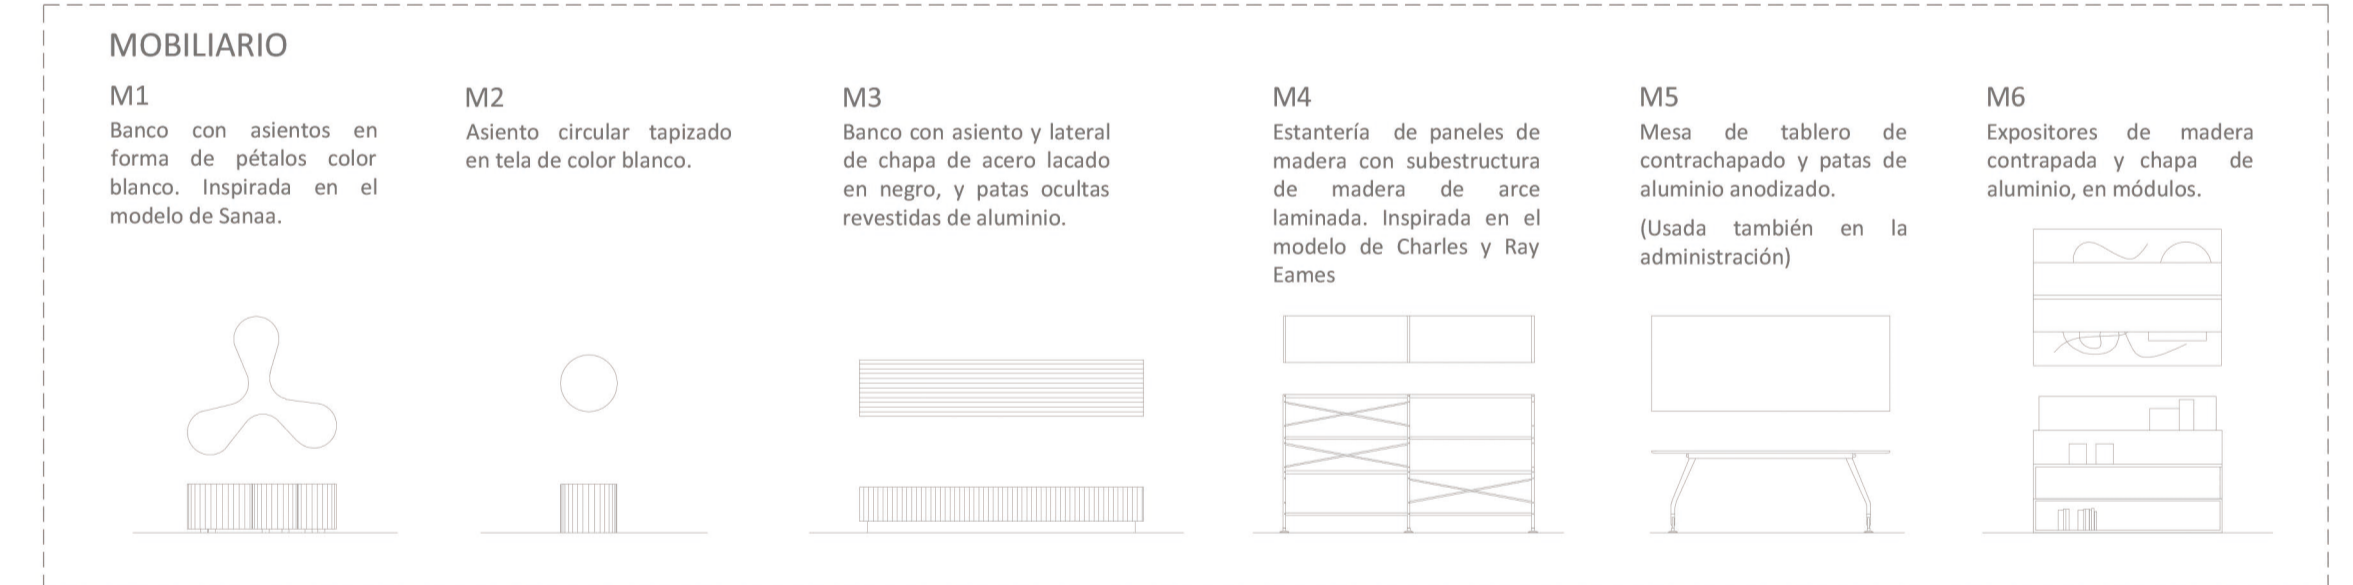 MOBILIARIO
M1
Banco con asientos en
forma de pétalos color
blanco. Inspirada en el
modelo de Sanaa.
M2
Asiento circular tapizado
en tela de color blanco.
M3
Banco con asiento y lateral
de chapa de acero lacado
en negro, y patas ocultas
revestidas de aluminio.
M4
Estantería de paneles de
madera con subestructura
de madera de arce
laminada. Inspirada en el
modelo de Charles y Ray
Eames
M5
Mesa de tablero de
contrachapado y patas de
aluminio anodizado.
(Usada también en la
administración)
M6
Expositores de madera
contrapada y chapa de
aluminio, en módulos.